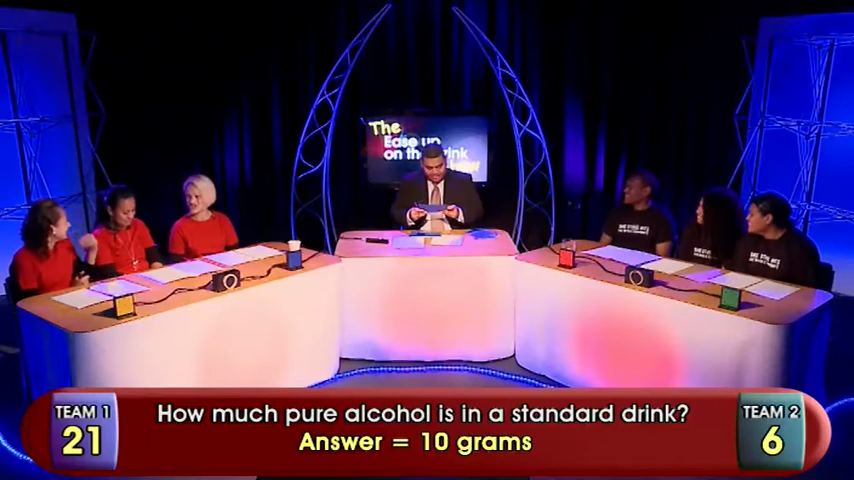 The
Ease up
on the Drink
TEAM 1
21
How much pure alcohol is in a standard drink?
Answer = 10 grams
TEAM 2
6